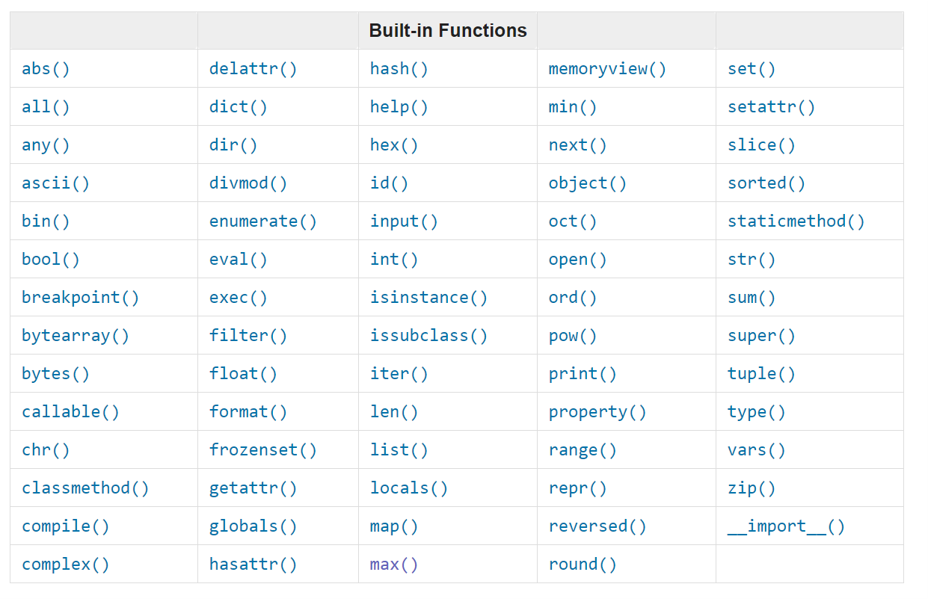 Built-in Functions
abs() delattr() hash() memoryview() set()
all() dict() help() min() setattr()
any() dir() hex() next() slice()
ascii() divmod() id() object() sorted()
bin() enumerate() input() oct() staticmethod()
bool() eval() int() open() str()
breakpoint() exec() isinstance() ord() sum()
bytearray() filter() issubclass() pow() super()
bytes() float() iter() print() tuple()
callable() format() len() property() type()
chr() frozenset() list() range() vars()
classmethod() getattr() locals() repr() zip()
compile() globals() map() reversed() __import__()
complex() hasattr() max() round()